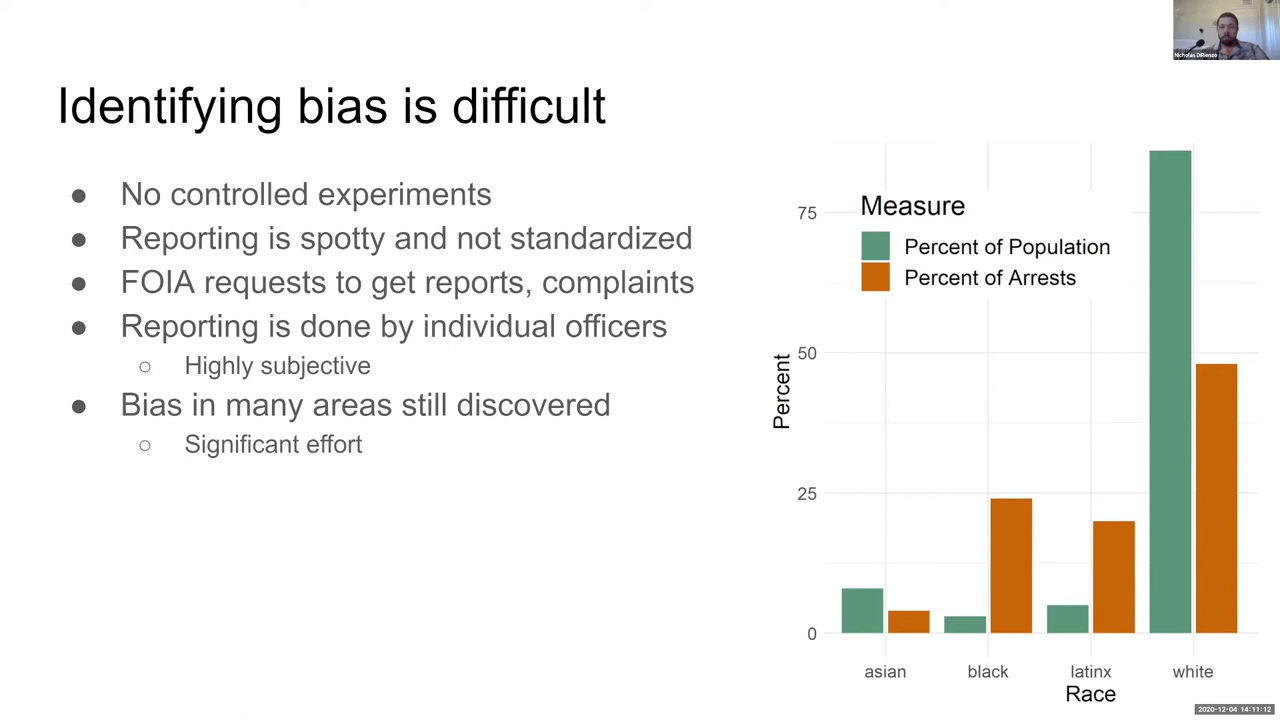 Nicholas DiRienzo
Identifying bias is difficult
● No controlled experiments
● Reporting is spotty and not standardized
● FOIA requests to get reports, complaints
● Reporting is done by individual officers
○ Highly subjective
● Bias in many areas still discovered
○ Significant effort
Measure
Percent of Population
Percent of Arrests
Percent
75
50
25
0
asian black latinx white
Race
2020-12-04 14:11:12